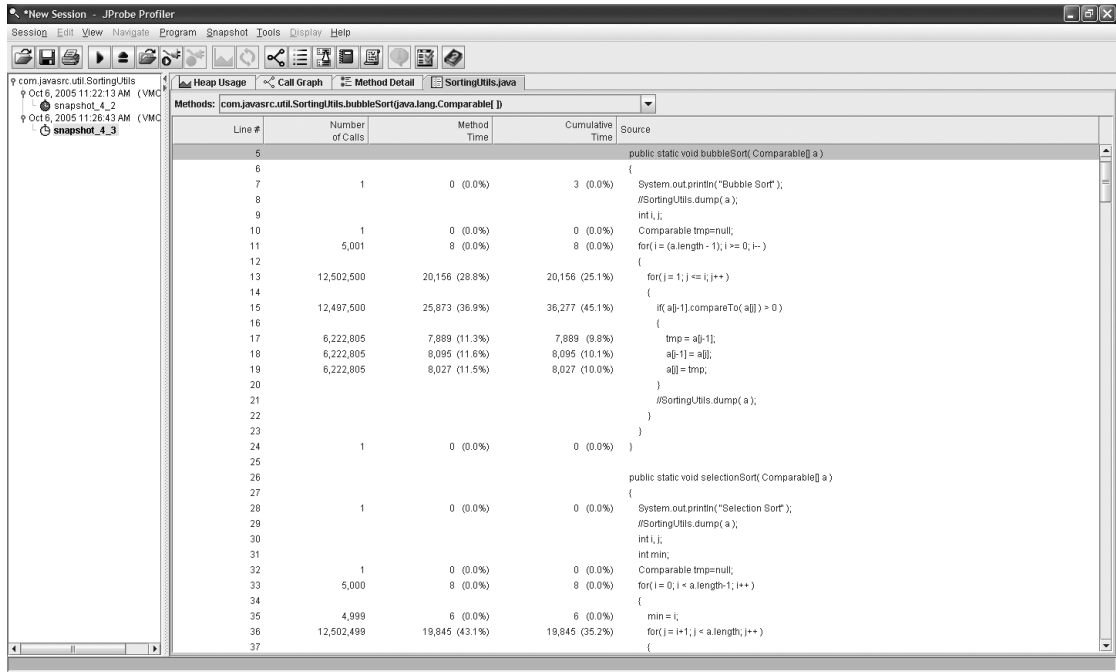 *New Session - JProbe Profiler
Session Edit View Navigate Program Snapshot Tools Display Help
com.javasrc.util.SortingUtils
Oct 6, 2005 11:22:13 AM (VMC
snapshot_4_2
Oct 6, 2005 11:26:43 AM (VMC
snapshot_4_3
Heap Usage Call Graph Method Detail SortingUtils.java
Methods: com.javasrc.util.SortingUtils.bubbleSort(java.lang.Comparable[ ])
Line # Number of Calls Method Time Cumulative Time Source
5 public static void bubbleSort( Comparable[] a )
6 {
7 1 0 (0.0%) 3 (0.0%) System.out.println( "Bubble Sort" );
8 //SortingUtils.dump( a );
9 int i, j;
10 1 0 (0.0%) 0 (0.0%) Comparable tmp=null;
11 5,001 8 (0.0%) 8 (0.0%) for( i = (a.length - 1); i >= 0; i-- )
12 {
13 12,502,500 20,156 (28.8%) 20,156 (25.1%) for( j = 1; j <= i; j++ )
14 {
15 12,497,500 25,873 (36.9%) 36,277 (45.1%) if( a[j-1].compareTo( a[j] ) > 0 )
16 {
17 6,222,805 7,889 (11.3%) 7,889 (9.8%) tmp = a[j-1];
18 6,222,805 8,095 (11.6%) 8,095 (10.1%) a[j-1] = a[j];
19 6,222,805 8,027 (11.5%) 8,027 (10.0%) a[j] = tmp;
20 }
21 //SortingUtils.dump( a );
22 }
23 }
24 1 0 (0.0%) 0 (0.0%) }
25
26 public static void selectionSort( Comparable[] a )
27 {
28 1 0 (0.0%) 0 (0.0%) System.out.println( "Selection Sort" );
29 //SortingUtils.dump( a );
30 int i, j;
31 int min;
32 1 0 (0.0%) 0 (0.0%) Comparable tmp=null;
33 5,000 8 (0.0%) 8 (0.0%) for( i = 0; i < a.length-1; i++ )
34 {
35 4,999 6 (0.0%) 6 (0.0%) min = i;
36 12,502,499 19,845 (43.1%) 19,845 (35.2%) for( j = i+1; j < a.length; j++ )
37 {